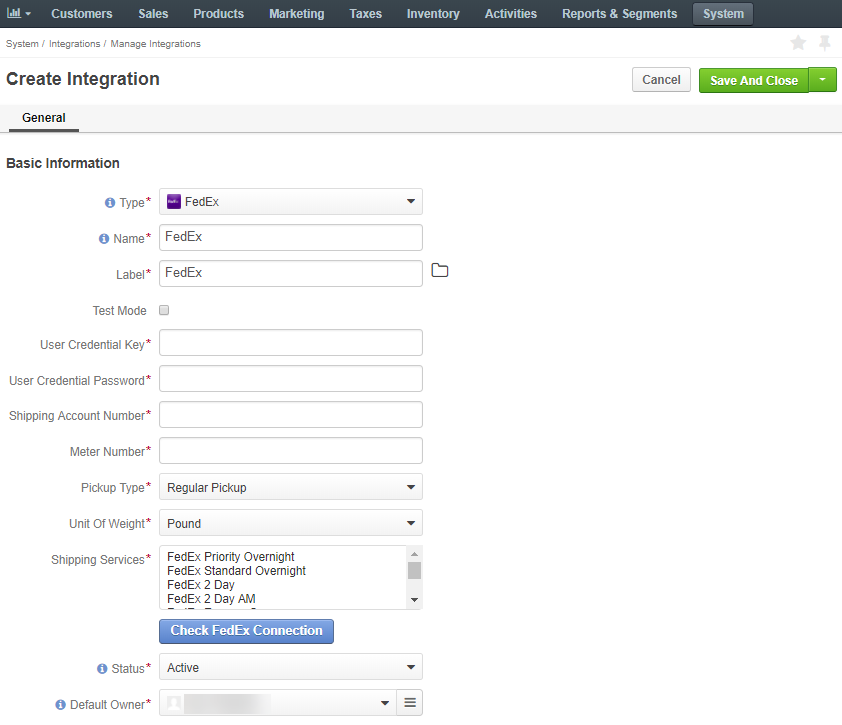 Customers Sales Products Marketing Taxes Inventory Activities Reports & Segments System
System / Integrations / Manage Integrations
Create Integration Cancel Save And Close
General
Basic Information
Type* FedEx
Name* FedEx
Label* FedEx
Test Mode
User Credential Key*
User Credential Password*
Shipping Account Number*
Meter Number*
Pickup Type* Regular Pickup
Unit Of Weight* Pound
Shipping Services* FedEx Priority Overnight
FedEx Standard Overnight
FedEx 2 Day
FedEx 2 Day AM
Check FedEx Connection
Status* Active
Default Owner*